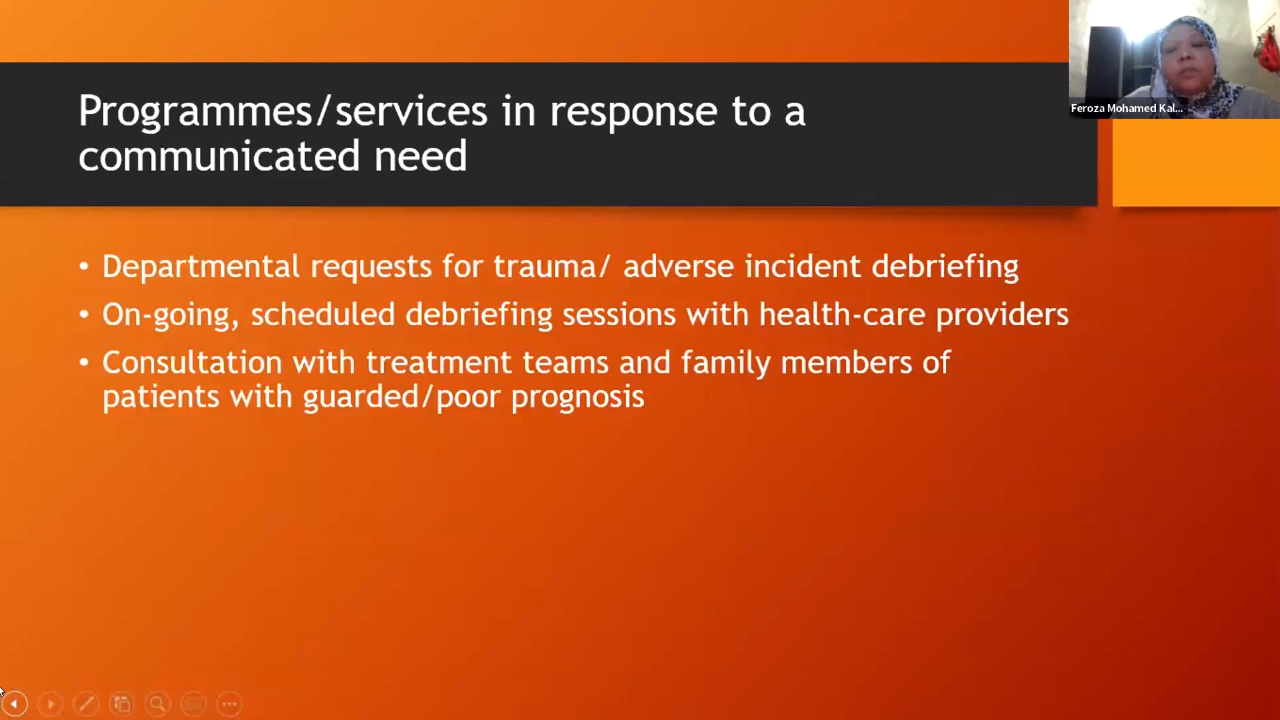 Programmes/services in response to a
communicated need
Feroza Mohamed Kal...
• Departmental requests for trauma/ adverse incident debriefing
• On-going, scheduled debriefing sessions with health-care providers
• Consultation with treatment teams and family members of
patients with guarded/poor prognosis